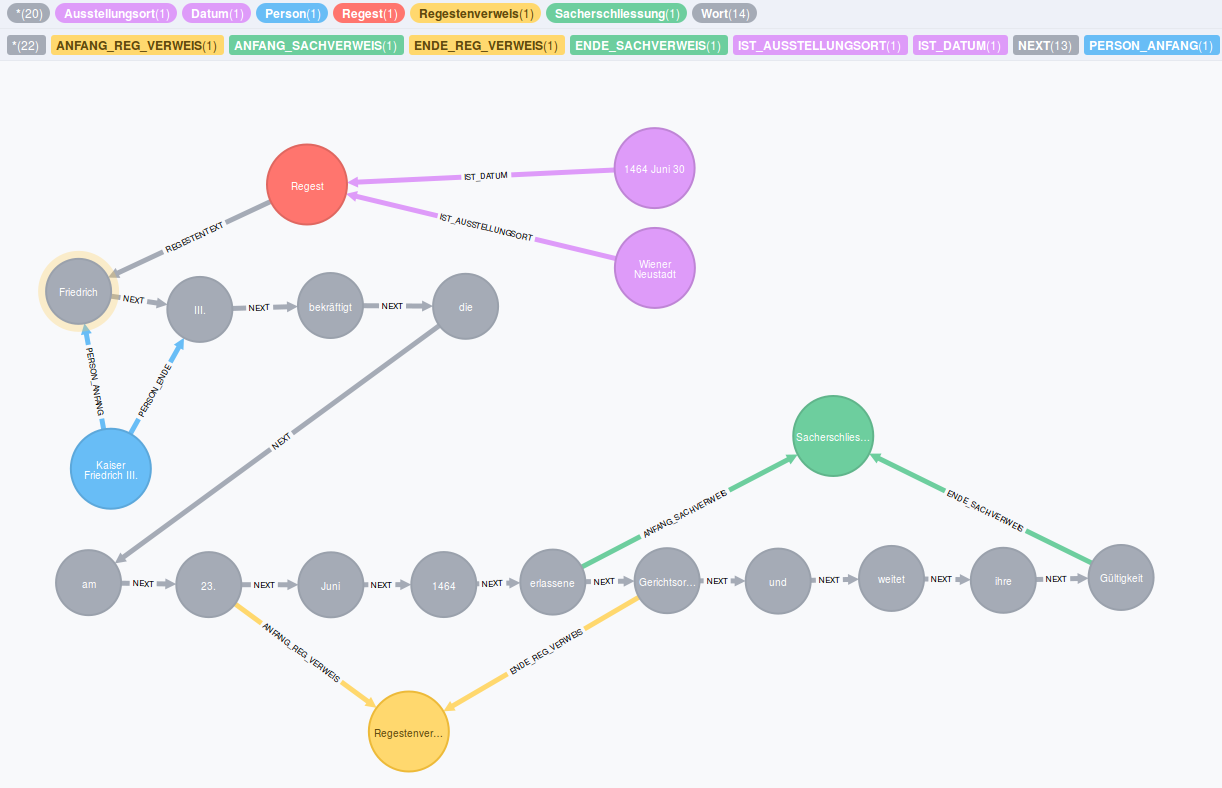 *(20) Ausstellungsort(1) Datum(1) Person(1) Regest(1) Regestenverweis(1) Sacherschliessung(1) Wort(14)
*(22) ANFANG_REG_VERWEIS(1) ANFANG_SACHVERWEIS(1) ENDE_REG_VERWEIS(1) ENDE_SACHVERWEIS(1) IST_AUSSTELLUNGSORT(1) IST_DATUM(1) NEXT(13) PERSON_ANFANG(1)
1464 Juni 30
IST_DATUM
Regest
IST_AUSSTELLUNGSORT
REGESTENTEXT
Wiener
Neustadt
Friedrich
NEXT
III.
NEXT
bekräftigt
NEXT
die
PERSON_ANFANG
PERSON_ENDE
NEXT
Kaiser
Friedrich III.
Sacherschlies...
ANFANG_SACHVERWEIS
ENDE_SACHVERWEIS
am
NEXT
23.
NEXT
Juni
NEXT
1464
NEXT
erlassene
NEXT
Gerichtsor...
NEXT
und
NEXT
weitet
NEXT
ihre
NEXT
Gültigkeit
ANFANG_REG_VERWEIS
ENDE_REG_VERWEIS
Regestenver...